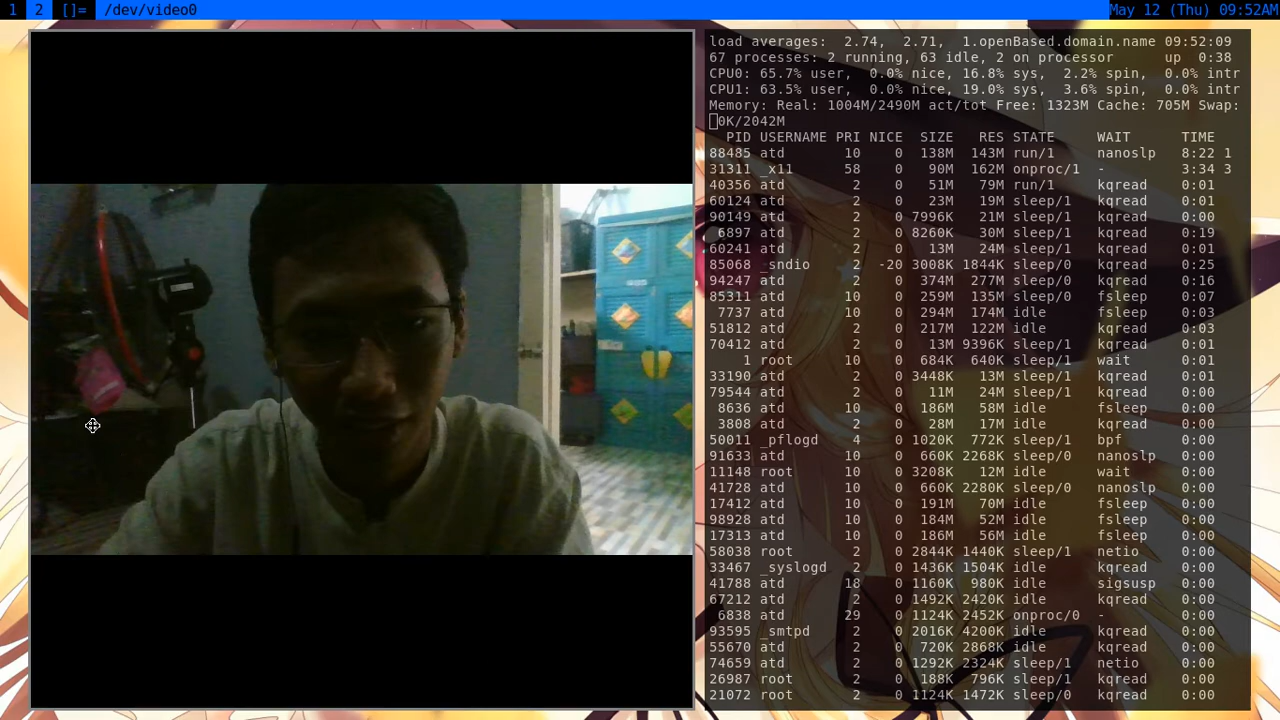 1 2 []= /dev/video0 May 12 (Thu) 09:52AM
load averages:  2.74,  2.71,  1.openBased.domain.name 09:52:09
67 processes: 2 running, 63 idle, 2 on processor      up  0:38
CPU0: 65.7% user,  0.0% nice, 16.8% sys,  2.2% spin,  0.0% intr
CPU1: 63.5% user,  0.0% nice, 19.0% sys,  3.6% spin,  0.0% intr
Memory: Real: 1004M/2490M act/tot Free: 1323M Cache: 705M Swap:
0K/2042M
PID USERNAME PRI NICE  SIZE   RES STATE     WAIT      TIME
88485 atd       10    0  138M  143M run/1     nanoslp   8:22 1
31311 _x11      58    0   90M  162M onproc/1  -         3:34 3
40356 atd        2    0   51M   79M run/1     kqread    0:01
60124 atd        2    0   23M   19M sleep/1   kqread    0:01
90149 atd        2    0 7996K   21M sleep/1   kqread    0:00
6897 atd        2    0 8260K   30M sleep/1   kqread    0:19
60241 atd        2    0   13M   24M sleep/1   kqread    0:01
85068 _sndio     2  -20 3008K 1844K sleep/0   kqread    0:25
94247 atd        2    0  374M  277M sleep/0   kqread    0:16
85311 atd       10    0  259M  135M sleep/0   fsleep    0:07
7737 atd       10    0  294M  174M idle      fsleep    0:03
51812 atd        2    0  217M  122M idle      kqread    0:03
70412 atd        2    0   13M 9396K sleep/1   kqread    0:01
1 root      10    0  684K  640K sleep/1   wait      0:01
33190 atd        2    0 3448K   13M sleep/1   kqread    0:01
79544 atd        2    0   11M   24M sleep/1   kqread    0:00
8636 atd       10    0  186M   58M idle      fsleep    0:00
3808 atd        2    0   28M   17M idle      kqread    0:00
50011 _pflogd    4    0 1020K  772K sleep/1   bpf       0:00
91633 atd       10    0  660K 2268K sleep/0   nanoslp   0:00
11148 root      10    0 3208K   12M idle      wait      0:00
41728 atd       10    0  660K 2280K sleep/0   nanoslp   0:00
17412 atd       10    0  191M   70M idle      fsleep    0:00
98928 atd       10    0  184M   52M idle      fsleep    0:00
17313 atd       10    0  186M   56M idle      fsleep    0:00
58038 root       2    0 2844K 1440K sleep/1   netio     0:00
33467 _syslogd   2    0 1436K 1504K idle      kqread    0:00
41788 atd       18    0 1160K  980K idle      sigsusp   0:00
67212 atd        2    0 1492K 2420K idle      kqread    0:00
6838 atd       29    0 1124K 2452K onproc/0  -         0:00
93595 _smtpd     2    0 2016K 4200K idle      kqread    0:00
55670 atd        2    0  720K 2868K idle      kqread    0:00
74659 atd        2    0 1292K 2324K sleep/1   netio     0:00
26987 root       2    0  188K  796K sleep/1   kqread    0:00
21072 root       2    0 1124K 1472K sleep/0   kqread    0:00